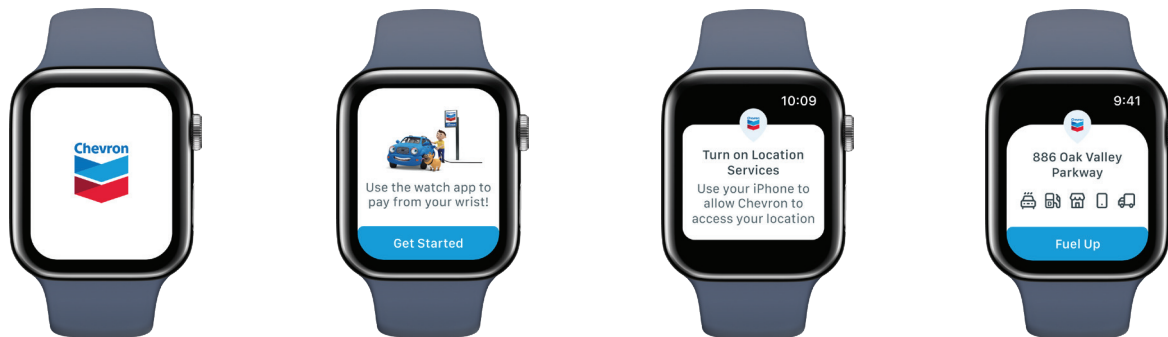 Chevron
Use the watch app to
pay from your wrist!
Get Started
10:09
Turn on Location
Services
Use your iPhone to
allow Chevron to
access your location
9:41
886 Oak Valley
Parkway
Fuel Up